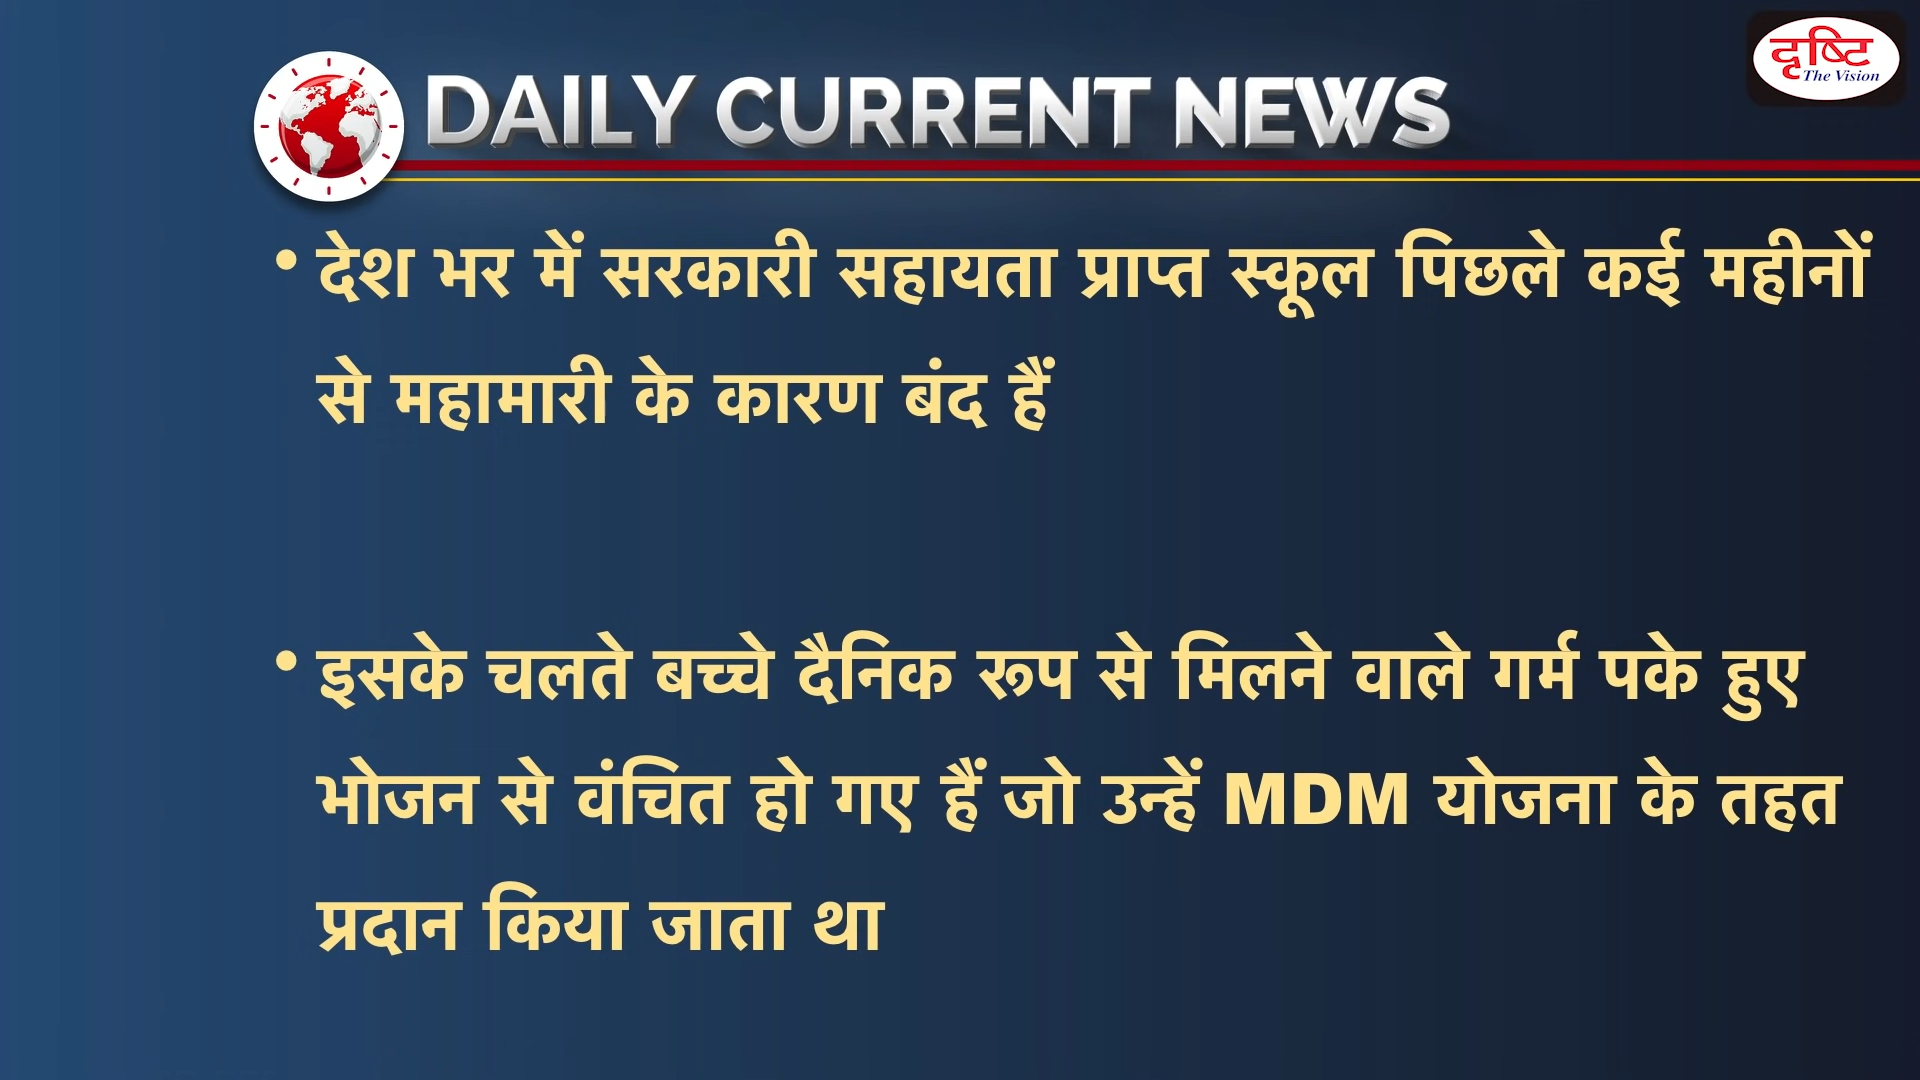 दृष्टि
The Vision
DAILY CURRENT NEWS
• देश भर में सरकारी सहायता प्राप्त स्कूल पिछले कई महीनों
से महामारी के कारण बंद हैं
• इसके चलते बच्चे दैनिक रूप से मिलने वाले गर्म पके हुए
भोजन से वंचित हो गए हैं जो उन्हें MDM योजना के तहत
प्रदान किया जाता था